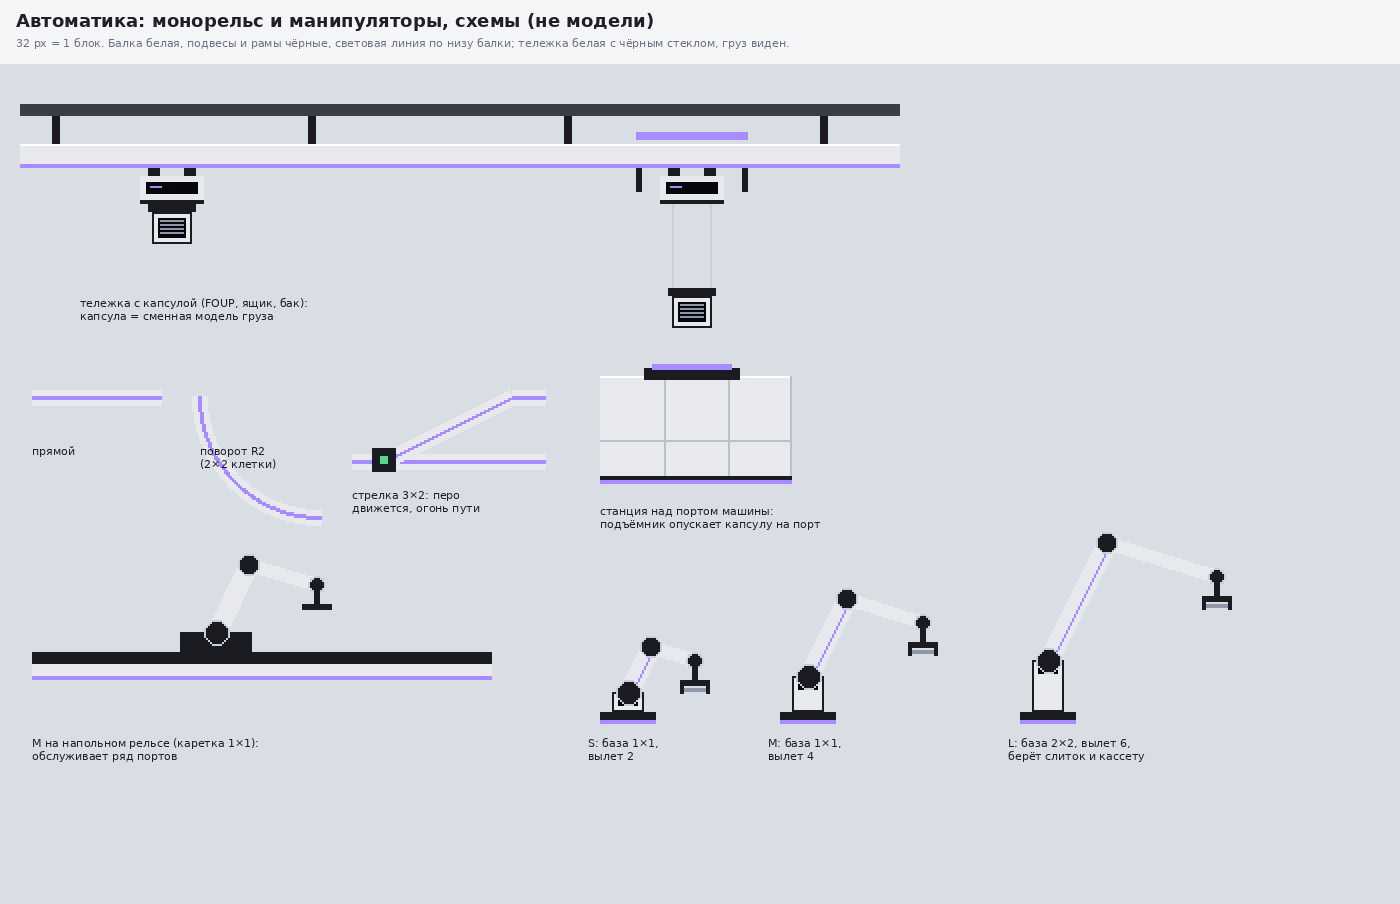 Автоматика: монорельс и манипуляторы, схемы (не модели)
32 px = 1 блок. Балка белая, подвесы и рамы чёрные, световая линия по низу балки; тележка белая с чёрным стеклом, груз виден.
тележка с капсулой (FOUP, ящик, бак):
капсула = сменная модель груза
прямой
поворот R2
(2×2 клетки)
стрелка 3×2: перо
движется, огонь пути
станция над портом машины:
подъёмник опускает капсулу на порт
M на напольном рельсе (каретка 1×1):
обслуживает ряд портов
S: база 1×1,
вылет 2
M: база 1×1,
вылет 4
L: база 2×2, вылет 6,
берёт слиток и кассету